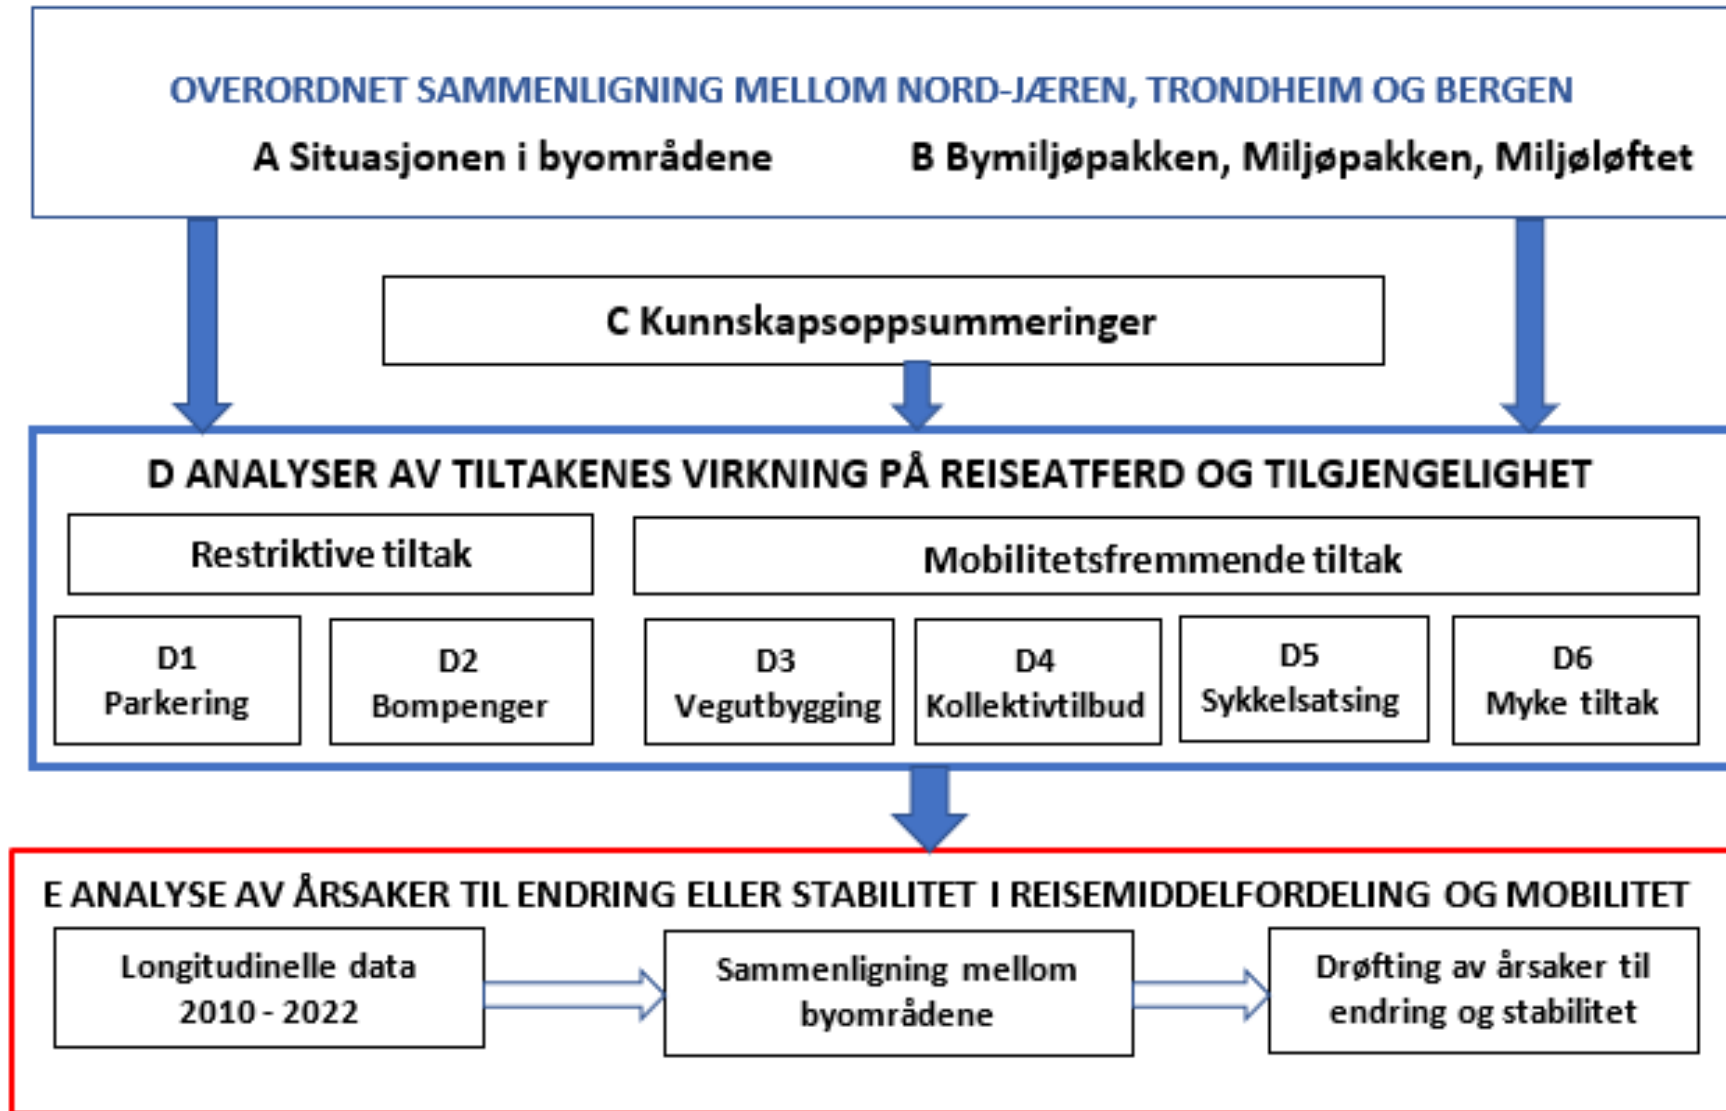 OVERORDNET SAMMENLIGNING MELLOM NORD-JÆREN, TRONDHEIM OG BERGEN
A Situasjonen i byområdene
B Bymiljøpakken, Miljøpakken, Miljøløftet
C Kunnskapsoppsummeringer
D ANALYSER AV TILTAKENES VIRKNING PÅ REISEATFERD OG TILGJENGELIGHET
Restriktive tiltak
Mobilitetsfremmende tiltak
D1
Parkering
D2
Bompenger
D3
Vegutbygging
D4
Kollektivtilbud
D5
Sykkelsatsing
D6
Myke tiltak
E ANALYSE AV ÅRSAKER TIL ENDRING ELLER STABILITET I REISEMIDDELFORDELING OG MOBILITET
Longitudinelle data
2010 - 2022
Sammenligning mellom
byområdene
Drøfting av årsaker til
endring og stabilitet